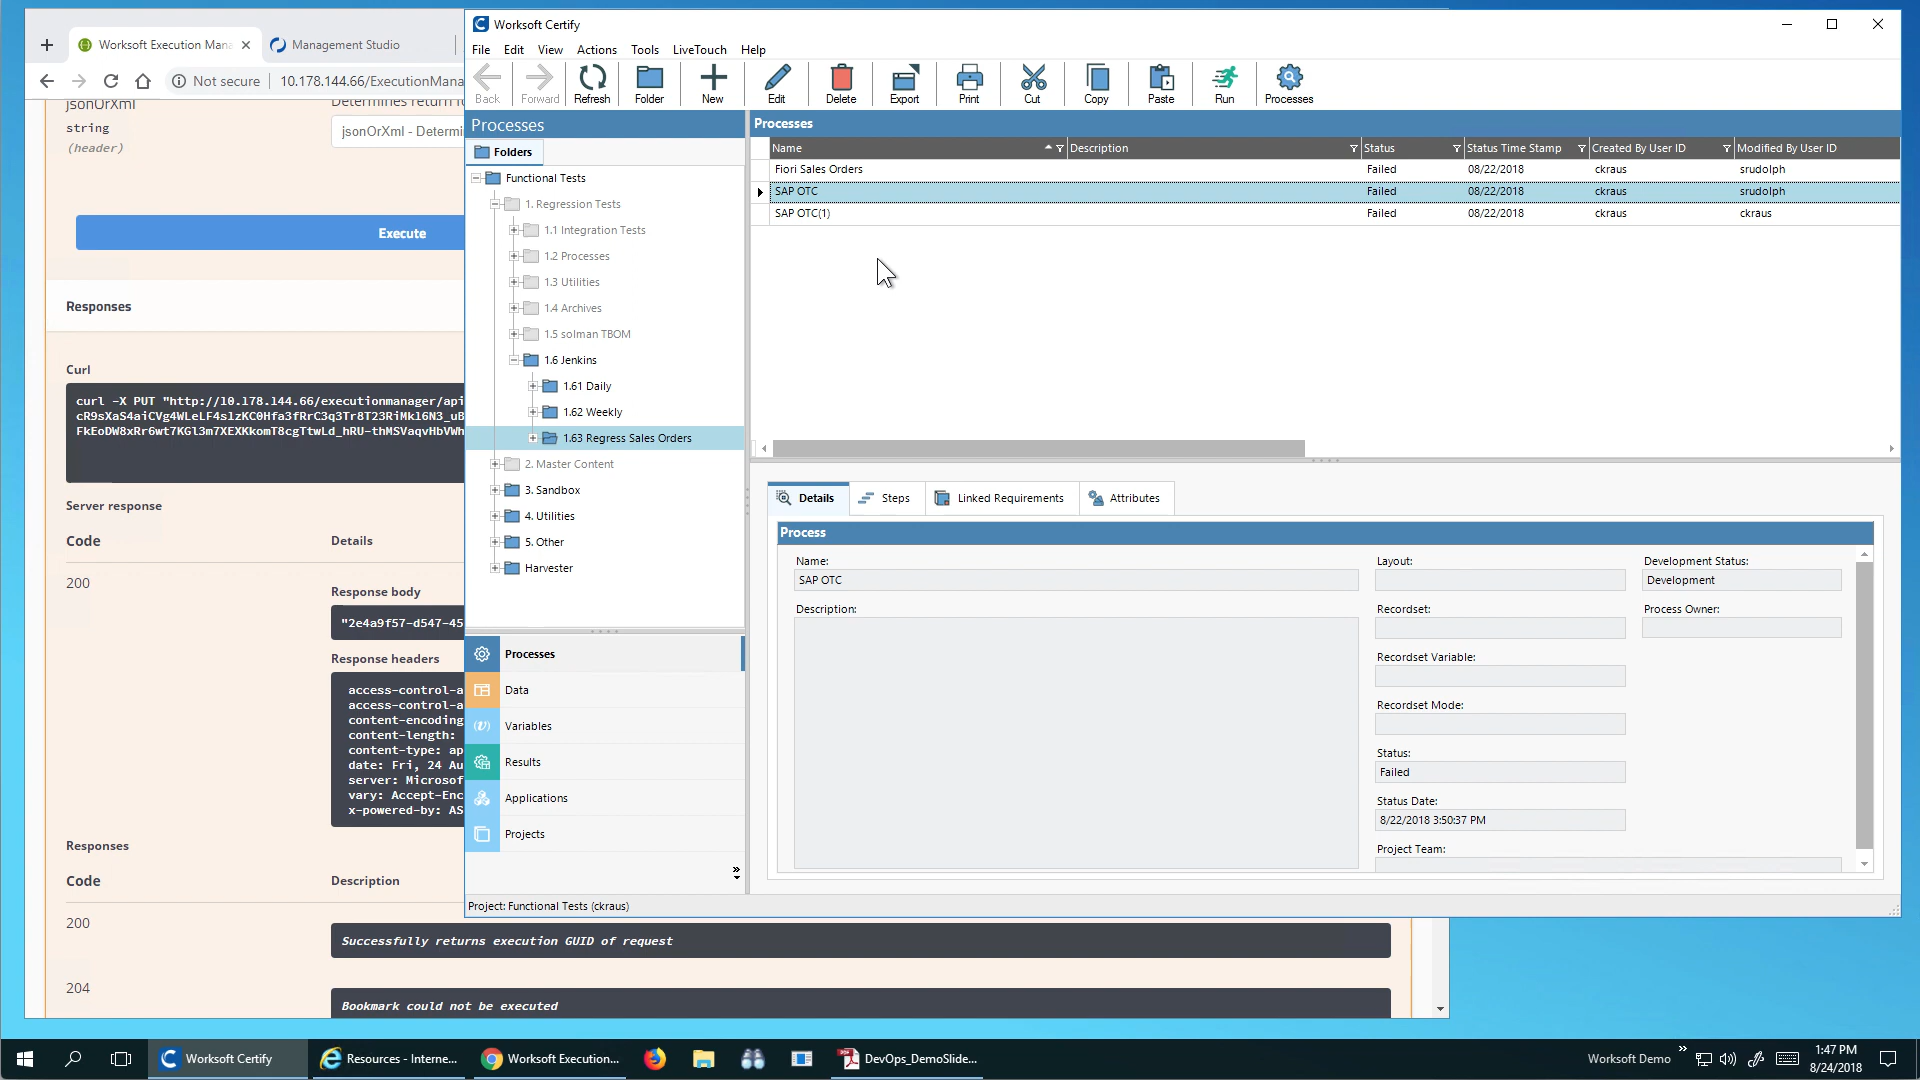 Worksoft Execution Mana
Management Studio
Not secure
10.178.144.66/ExecutionMana
jsonOrXml
Determines return fo
string
jsonOrXml - Determin
(header)
Execute
Responses
Curl
curl -X PUT "http://10.178.144.66/executionmanager/api
Server response
Code
Details
200
Response body
"2e4a9f57-d547-45
Response headers
access-control-a
access-control-a
content-encoding
content-length:
content-type: ap
date: Fri, 24 Au
server: Microsof
vary: Accept-Enc
x-powered-by: AS
Responses
Code
Description
200
Successfully returns execution GUID of request
204
Bookmark could not be executed
Worksoft Certify
File Edit View Actions Tools LiveTouch Help
Back Forward Refresh Folder New Edit Delete Export Print Cut Copy Paste Run Processes
Processes
Folders
Functional Tests
1. Regression Tests
1.1 Integration Tests
1.2 Processes
1.3 Utilities
1.4 Archives
1.5 solman TBOM
1.6 Jenkins
1.61 Daily
1.62 Weekly
1.63 Regress Sales Orders
2. Master Content
3. Sandbox
4. Utilities
5. Other
Harvester
Processes
Data
Variables
Results
Applications
Projects
Processes
Name Description Status Status Time Stamp Created By User ID Modified By User ID
Fiori Sales Orders Failed 08/22/2018 ckraus srudolph
SAP OTC Failed 08/22/2018 ckraus srudolph
SAP OTC(1) Failed 08/22/2018 ckraus ckraus
Details Steps Linked Requirements Attributes
Process
Name:
SAP OTC
Description:
Layout:
Recordset:
Recordset Variable:
Recordset Mode:
Status:
Failed
Status Date:
8/22/2018 3:50:37 PM
Project Team:
Development Status:
Development
Process Owner:
Project: Functional Tests (ckraus)
Worksoft Certify
Resources - Interne...
Worksoft Execution...
DevOps_DemoSlide...
Worksoft Demo
1:47 PM
8/24/2018